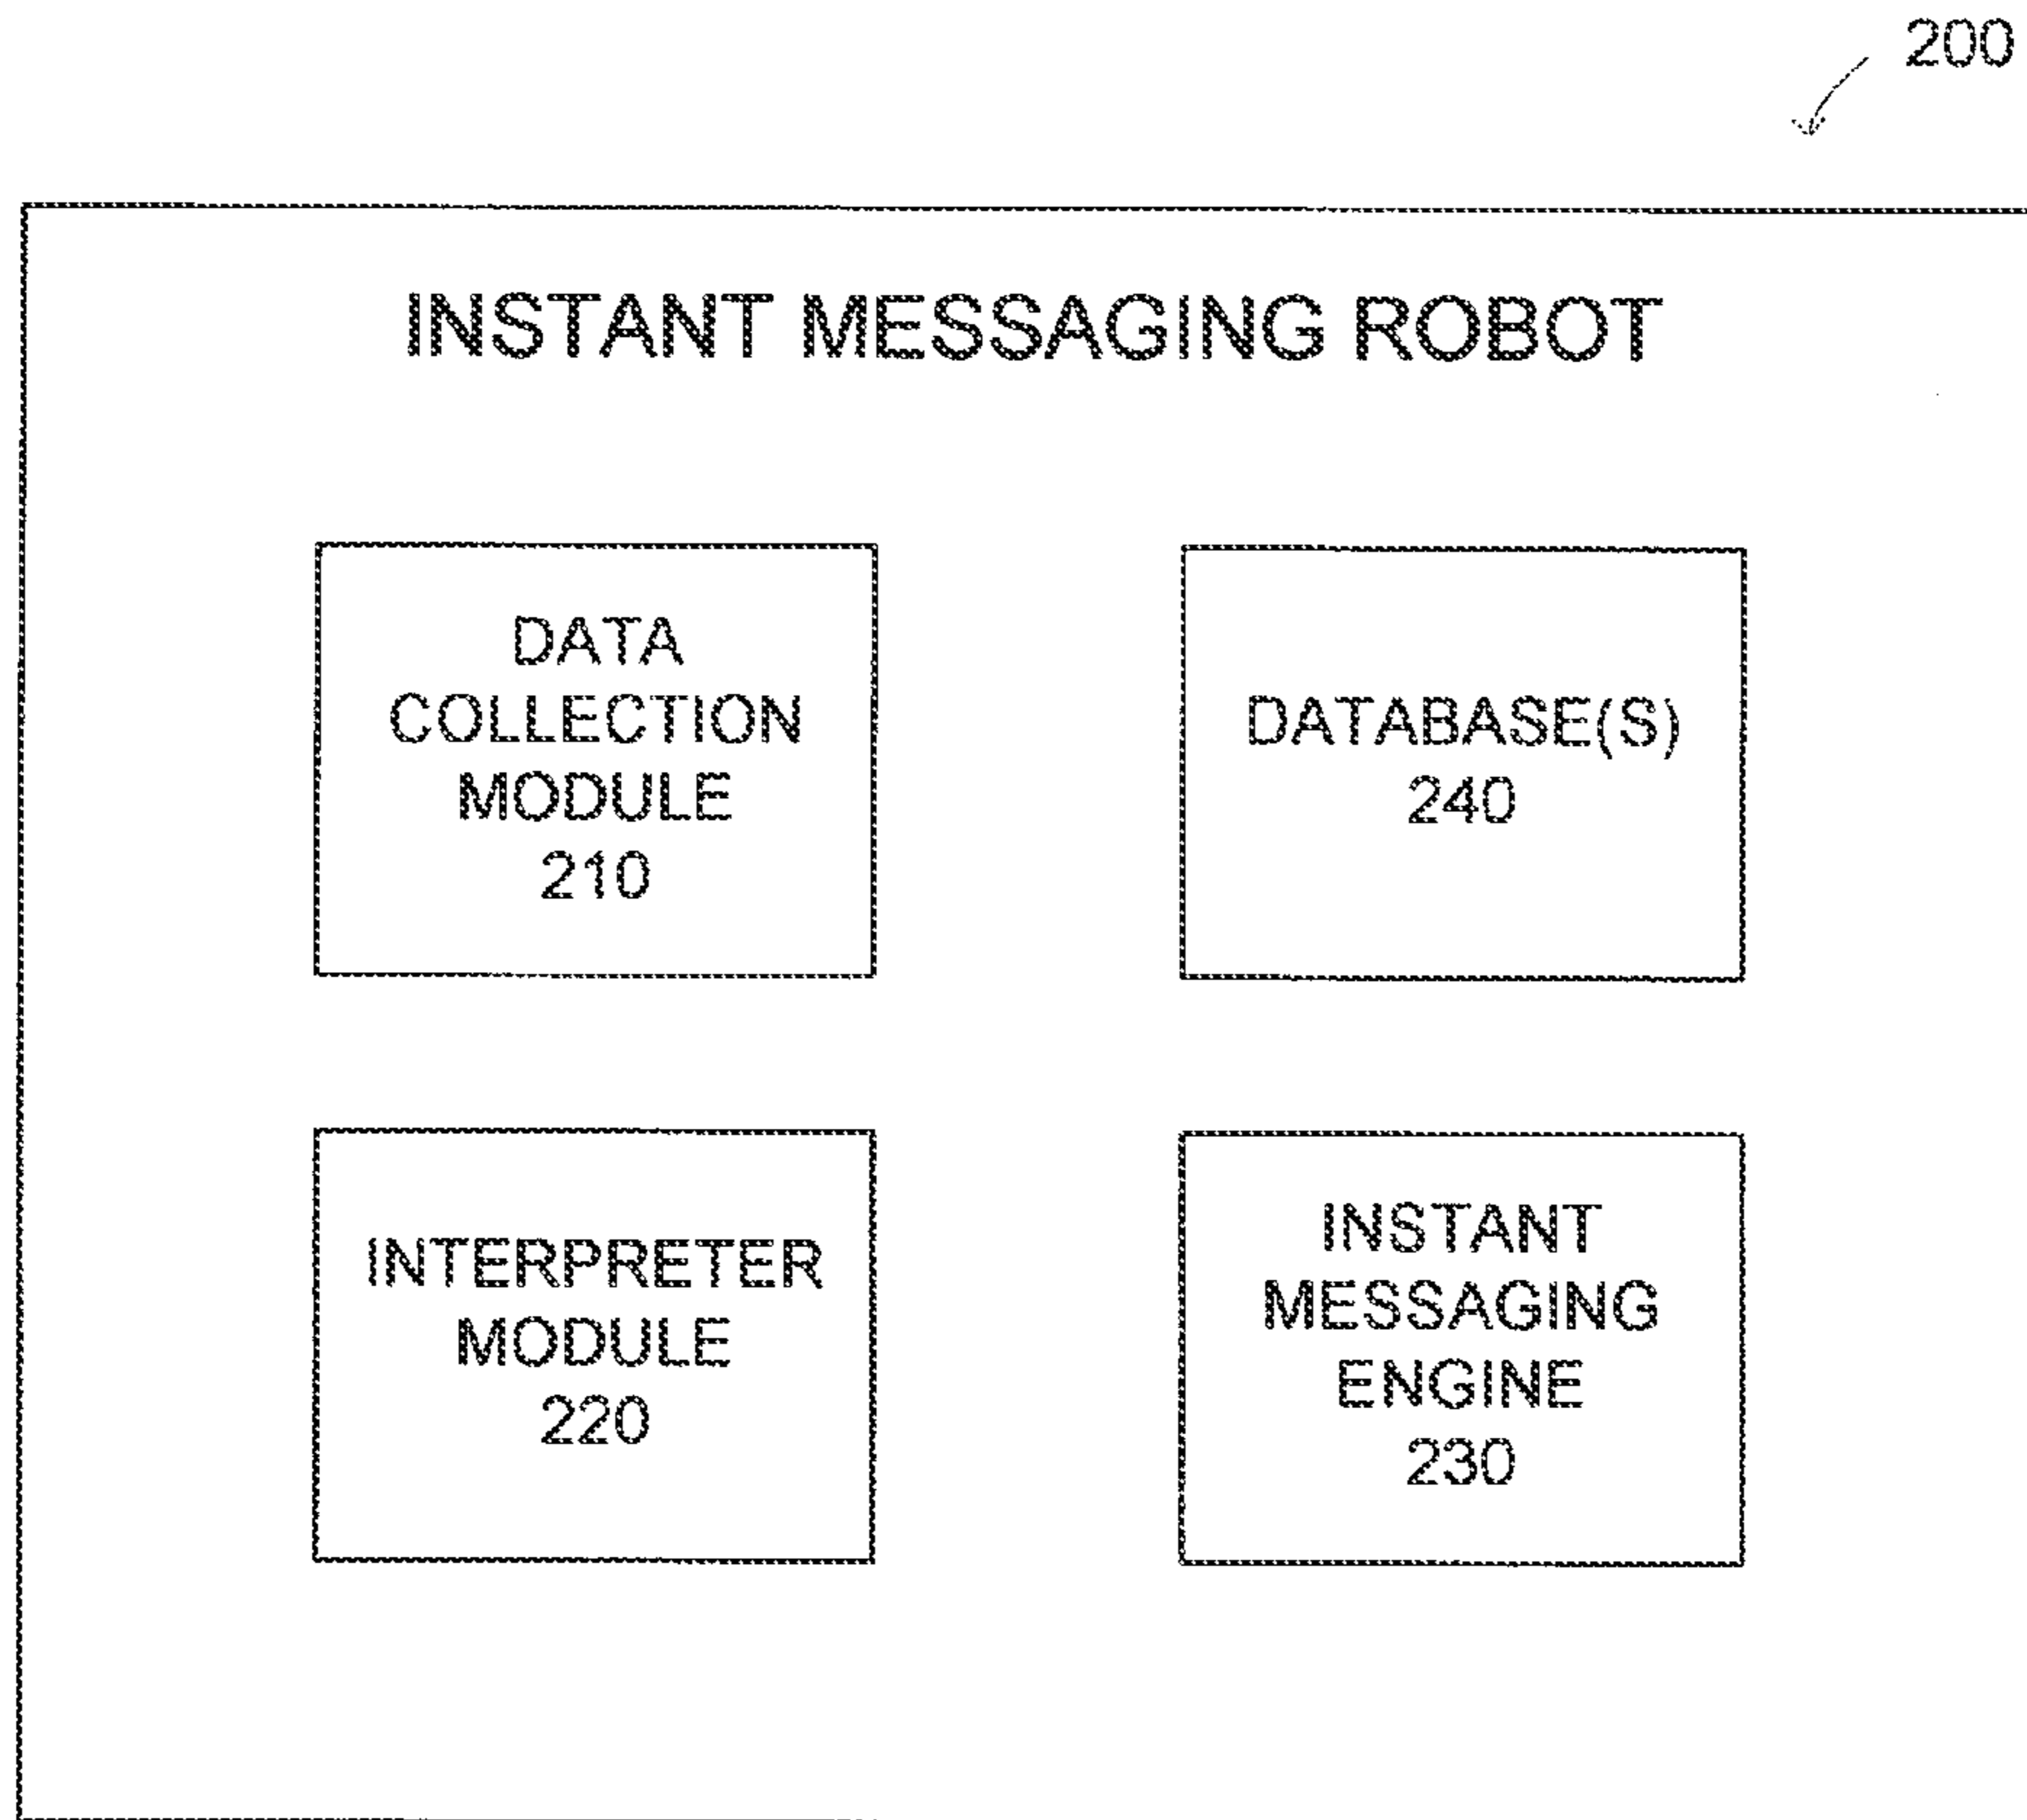 200
INSTANT MESSAGING ROBOT
DATA
COLLECTION
MODULE
210
DATABASE(S)
240
INTERPRETER
MODULE
220
INSTANT
MESSAGING
ENGINE
230